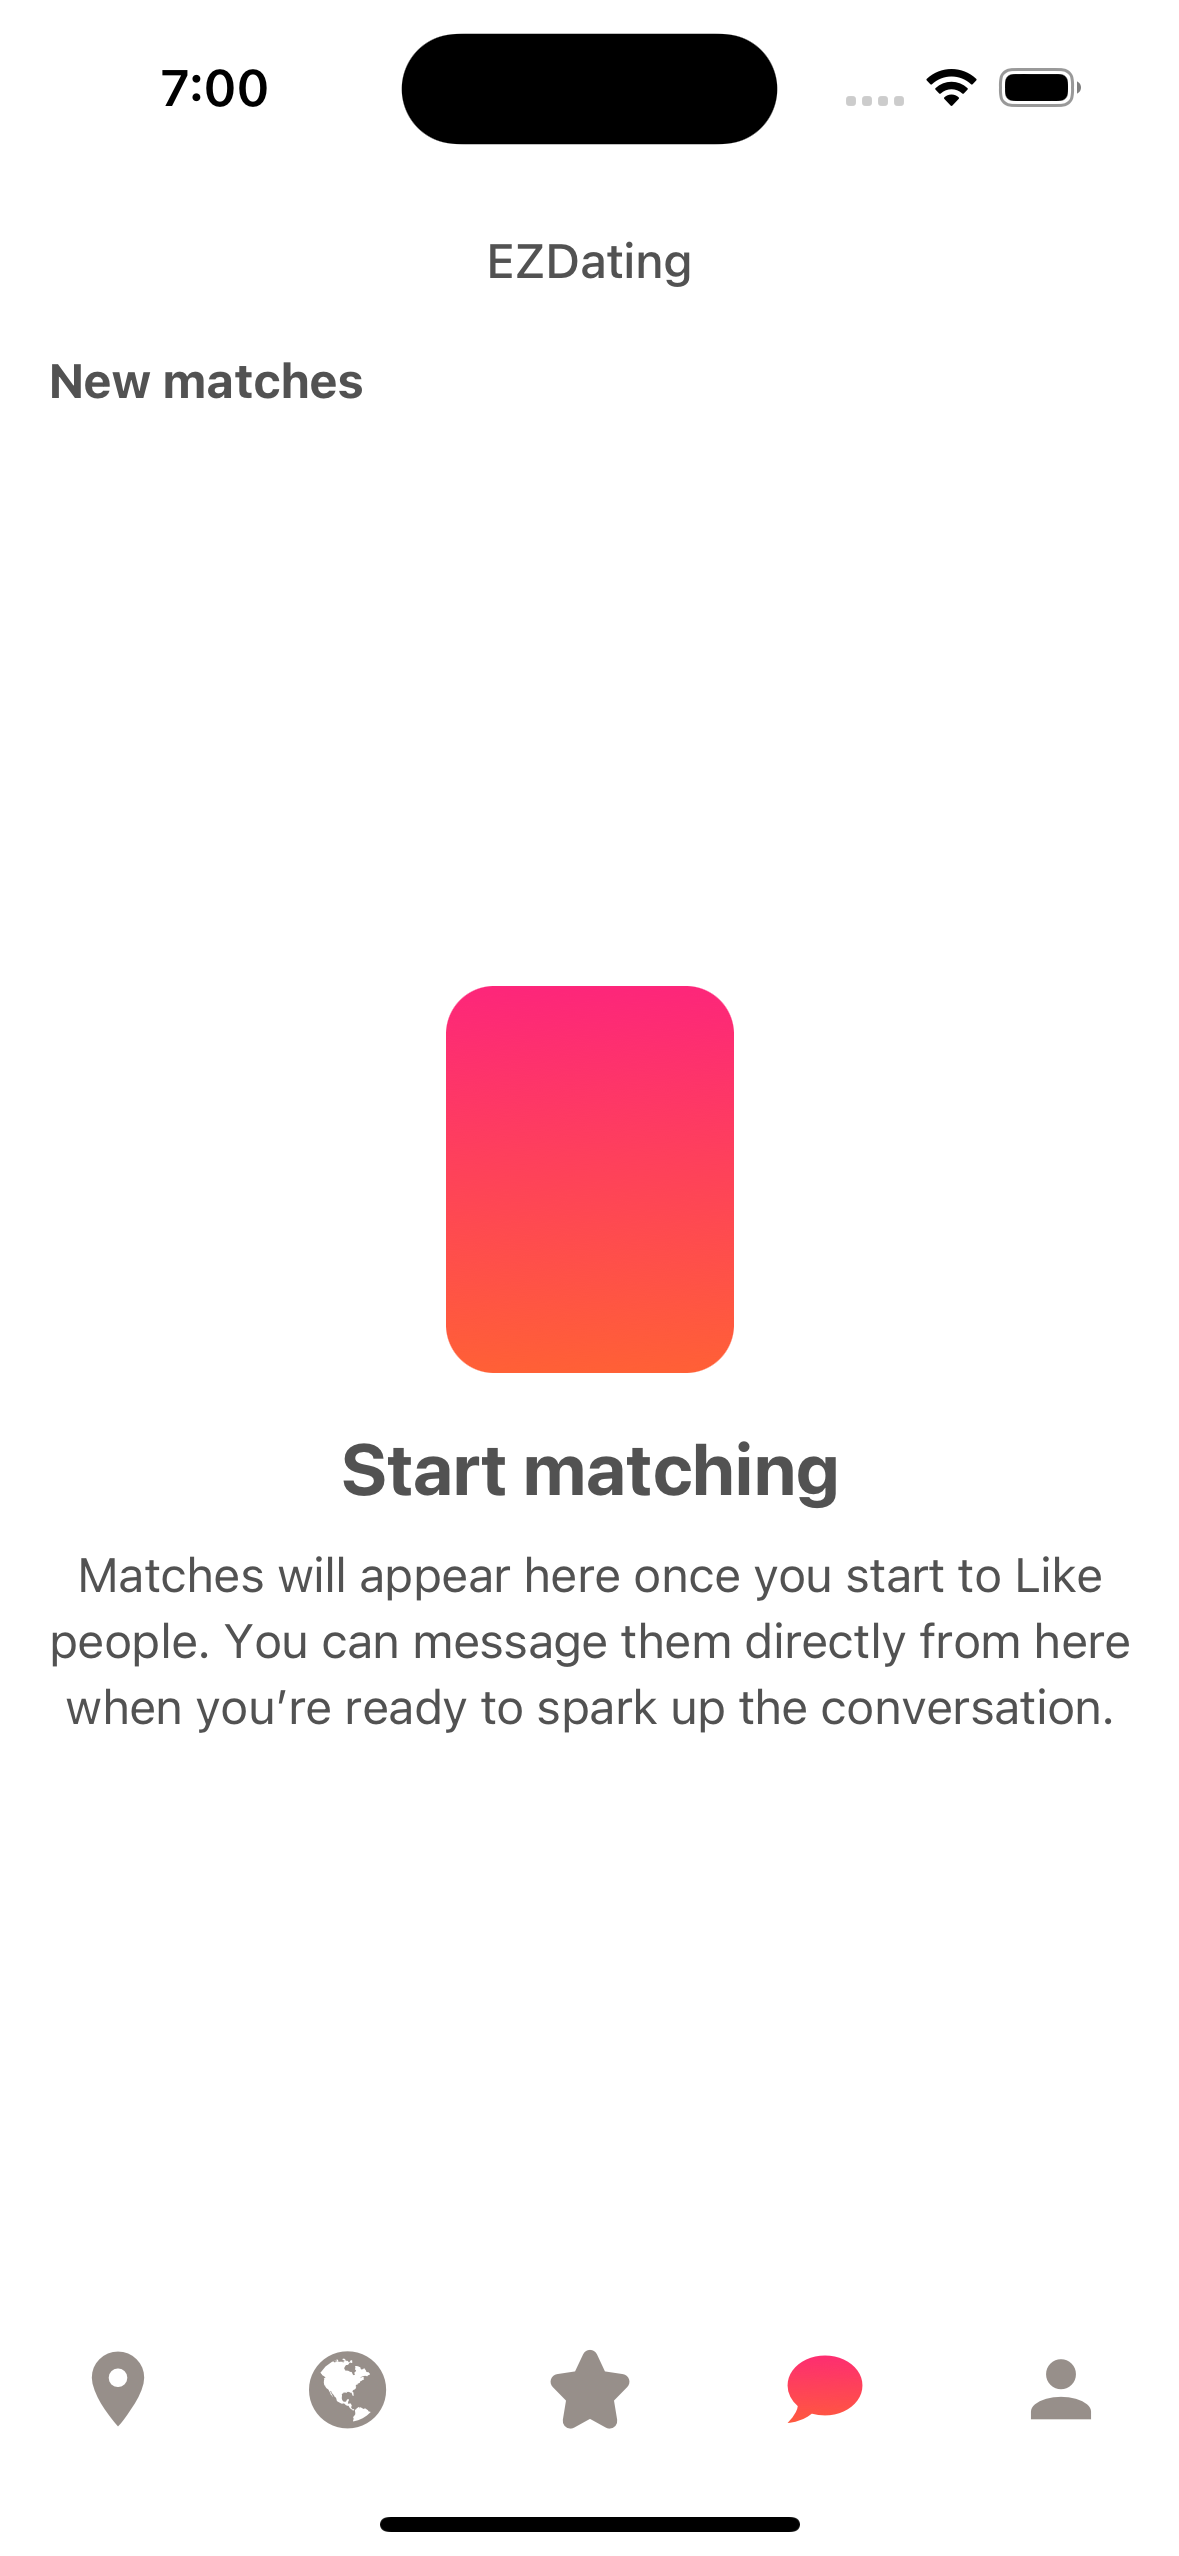 7:00
EZDating
New matches
Start matching
Matches will appear here once you start to Like
people. You can message them directly from here
when you’re ready to spark up the conversation.